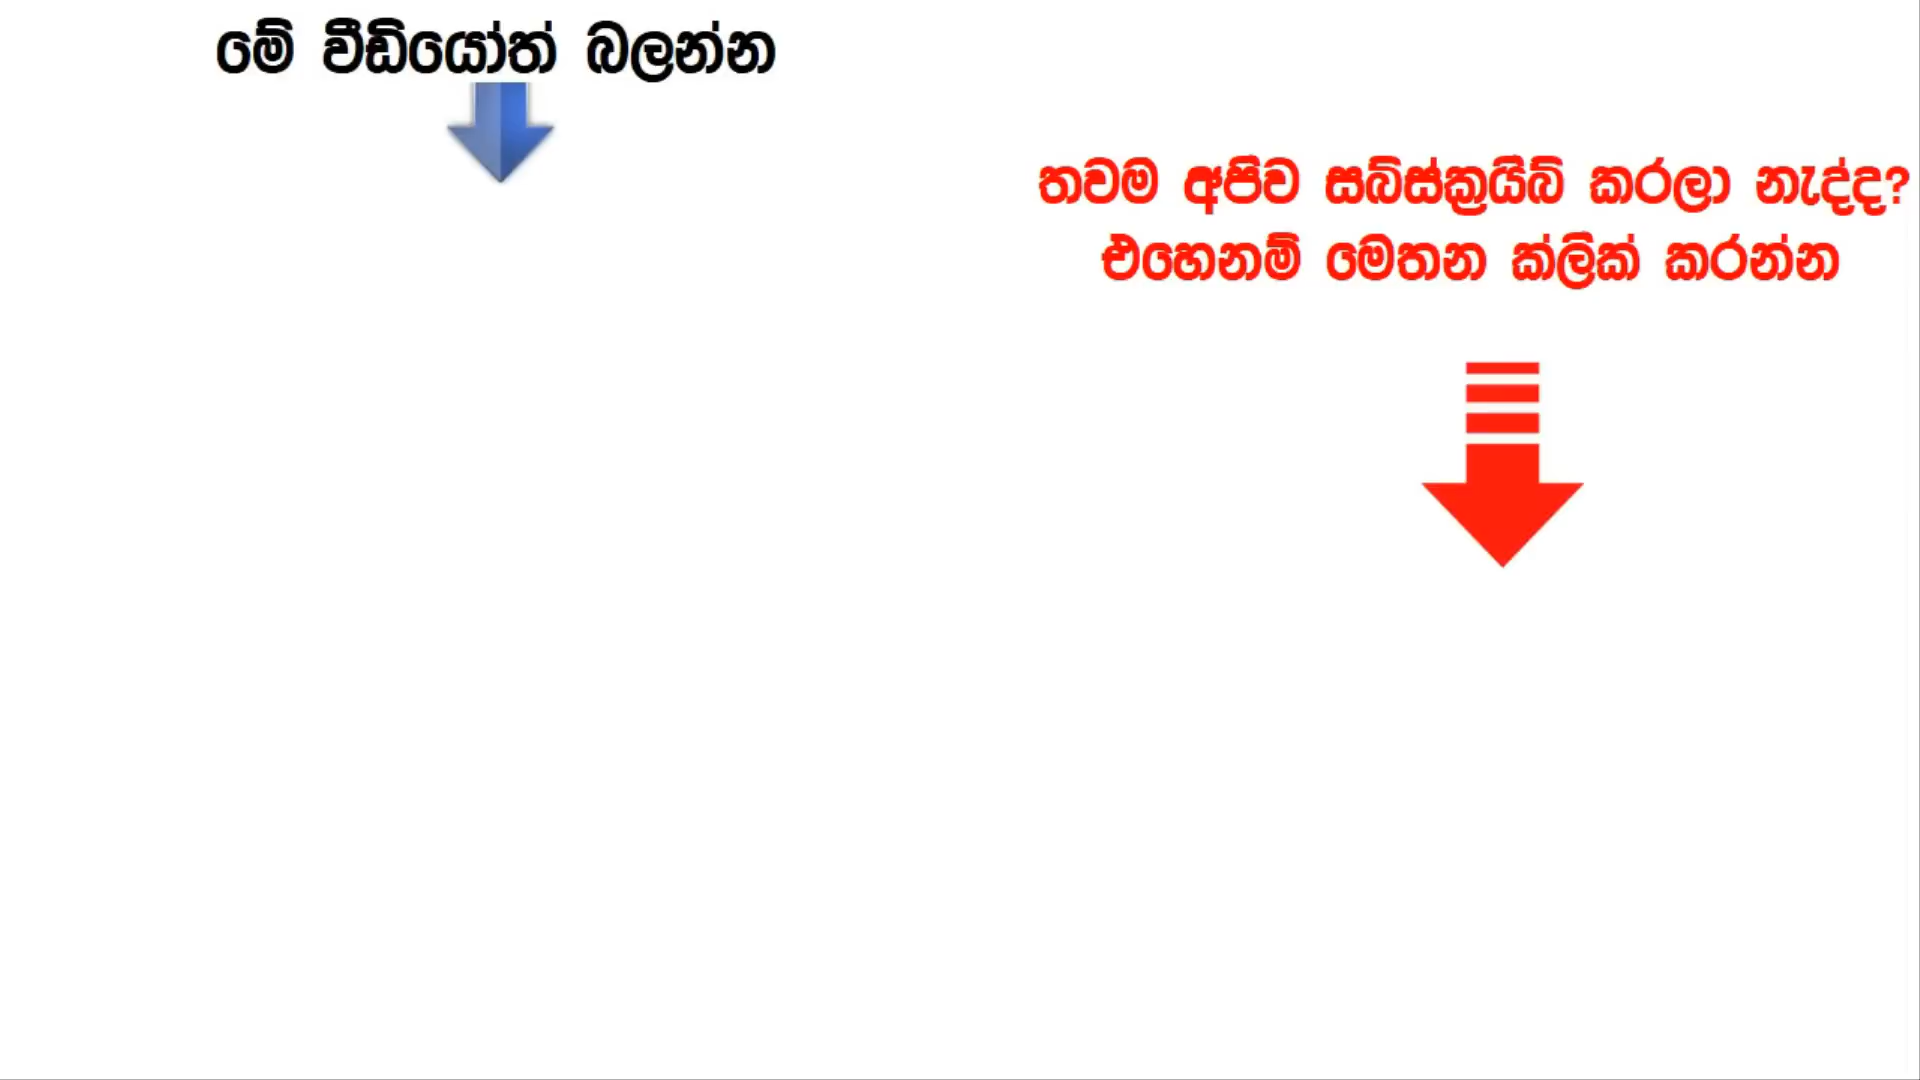 මේ වීඩියෝත් බලන්න
තවම අපිව සබ්ස්ක්‍රයිබ් කරලා නැද්ද?
එහෙනම් මෙතන ක්ලික් කරන්න